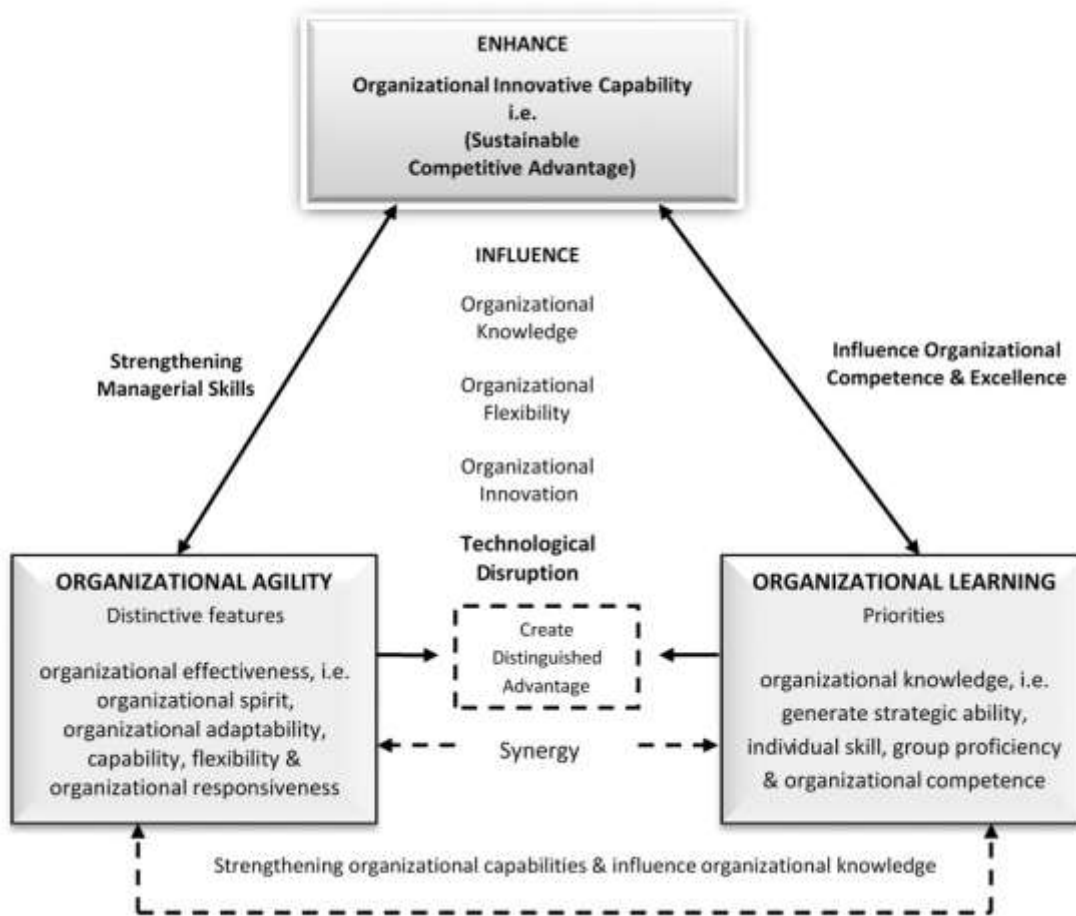 ENHANCE
Organizational Innovative Capability
i.e.
(Sustainable
Competitive Advantage)
INFLUENCE
Organizational
Knowledge
Strengthening
Managerial Skills
Influence Organizational
Competence & Excellence
Organizational
Flexibility
Organizational
Innovation
Technological
Disruption
ORGANIZATIONAL AGILITY
Distinctive features
organizational effectiveness, i.e.
organizational spirit,
organizational adaptability,
capability, flexibility &
organizational responsiveness
Create
Distinguished
Advantage
Synergy
ORGANIZATIONAL LEARNING
Priorities
organizational knowledge, i.e.
generate strategic ability,
individual skill, group proficiency
& organizational competence
Strengthening organizational capabilities & influence organizational knowledge